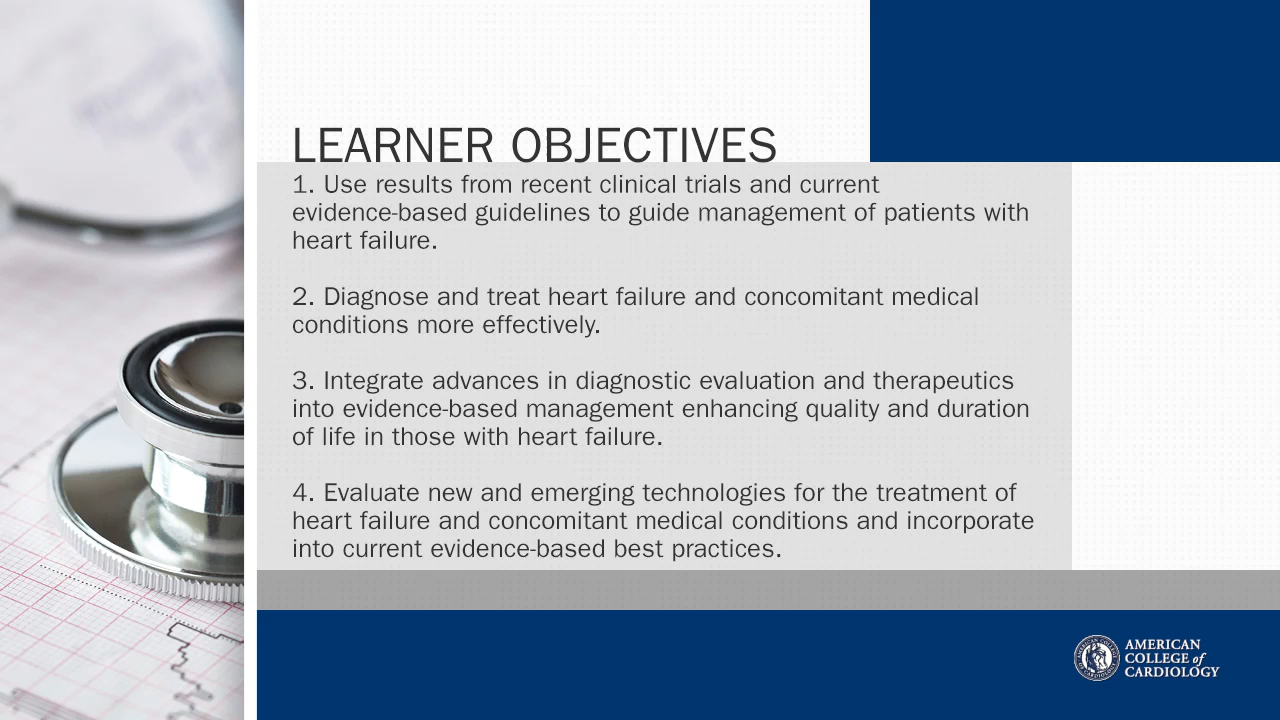 LEARNER OBJECTIVES
1. Use results from recent clinical trials and current
evidence-based guidelines to guide management of patients with
heart failure.
2. Diagnose and treat heart failure and concomitant medical
conditions more effectively.
3. Integrate advances in diagnostic evaluation and therapeutics
into evidence-based management enhancing quality and duration
of life in those with heart failure.
4. Evaluate new and emerging technologies for the treatment of
heart failure and concomitant medical conditions and incorporate
into current evidence-based best practices.
AMERICAN
COLLEGE of
CARDIOLOGY